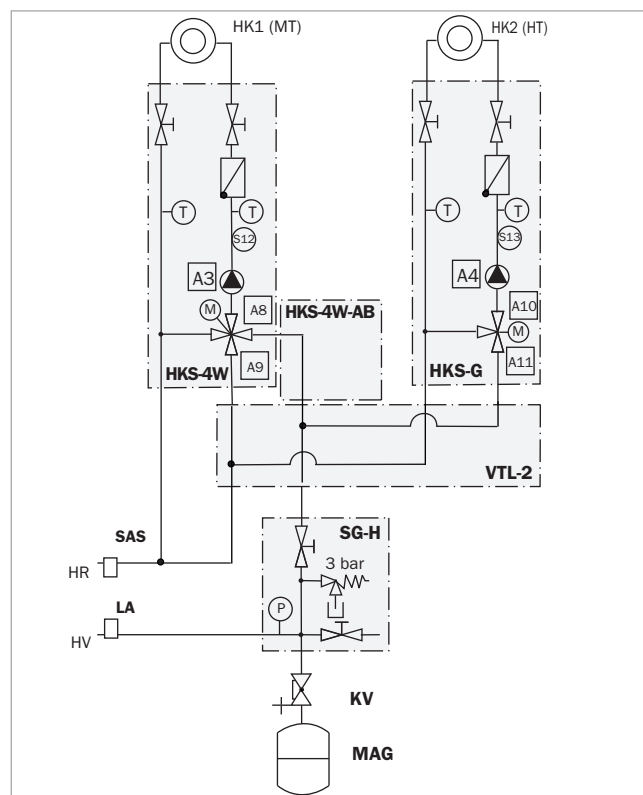 HK1 (MT)
HK2 (HT)
T
T
T
T
S12
S13
A3
A4
M
A8
HKS-4W-AB
A10
M
HKS-4W
A9
HKS-G
A11
VTL-2
SAS
SG-H
HR
3 bar
LA
P
HV
KV
MAG